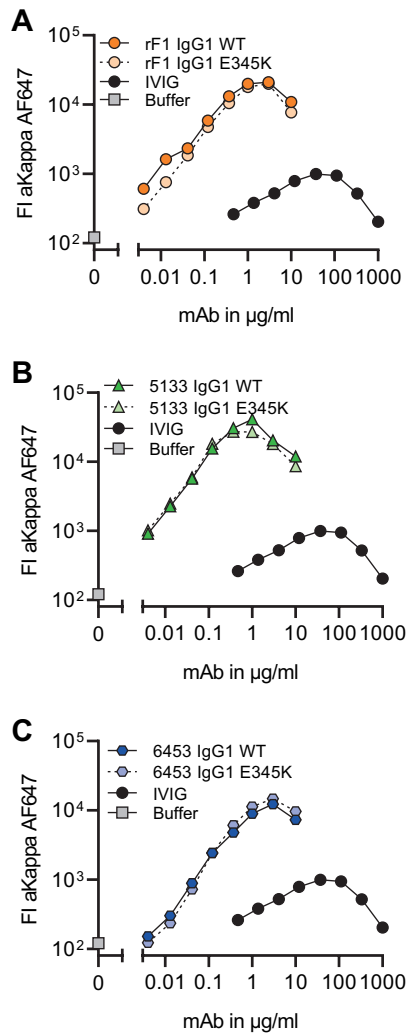 A
10⁵
10⁴
10³
10²
FI aKappa AF647
rF1 IgG1 WT
rF1 IgG1 E345K
IVIG
Buffer
0 0.01 0.1 1 10 100 1000
mAb in µg/ml
B
10⁵
10⁴
10³
10²
FI aKappa AF647
5133 IgG1 WT
5133 IgG1 E345K
IVIG
Buffer
0 0.01 0.1 1 10 100 1000
mAb in µg/ml
C
10⁵
10⁴
10³
10²
FI aKappa AF647
6453 IgG1 WT
6453 IgG1 E345K
IVIG
Buffer
0 0.01 0.1 1 10 100 1000
mAb in µg/ml